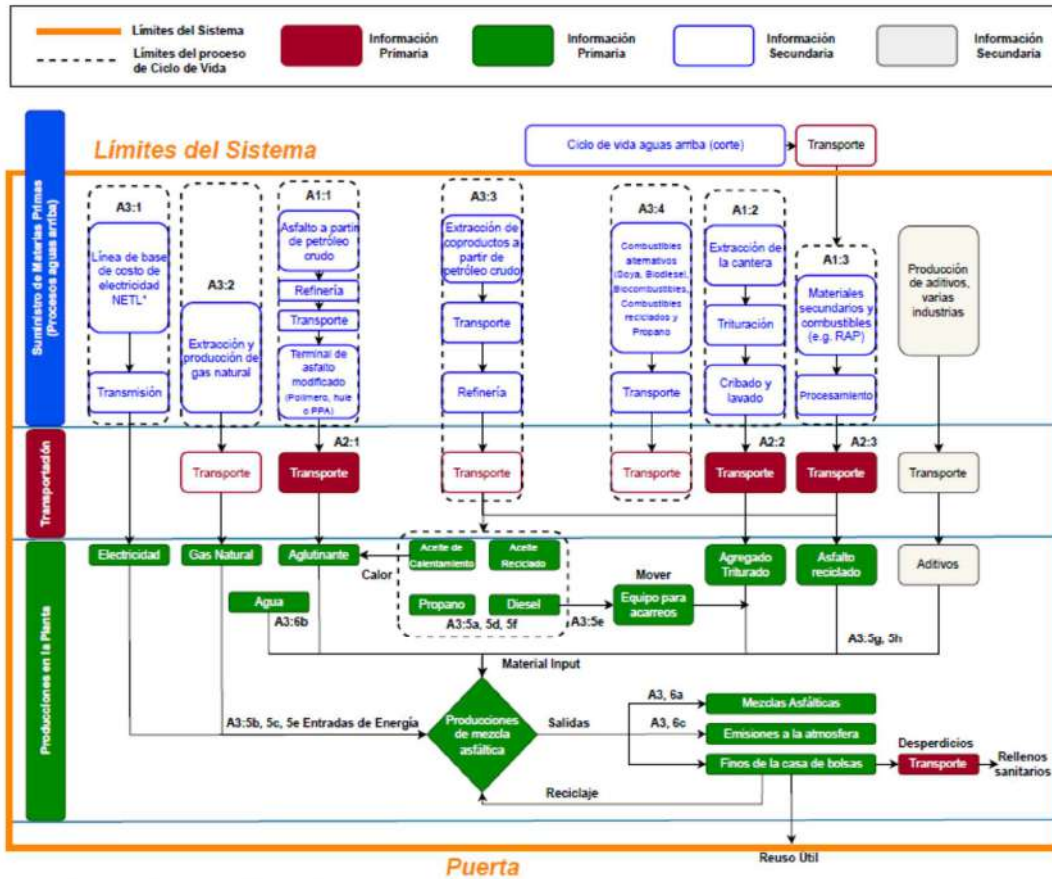 Límites del Sistema
Límites del proceso
de Ciclo de Vida
Información
Primaria
Información
Primaria
Información
Secundaria
Información
Secundaria
Suministro de Materias Primas
(Procesos aguas arriba)
Límites del Sistema
Ciclo de vida aguas arriba (corte)
Transporte
A3:1
Línea de base
de costo de
electricidad
NETL*
Transmisión
A3:2
Extracción y
producción de
gas natural
A1:1
Asfalto a partir
de petróleo
crudo
Refinería
Transporte
Terminal de
asfalto
modificado
(Polímero, hule
o PPA)
A3:3
Extracción de
coproductos a
partir de
petróleo crudo
Transporte
Refinería
A3:4
Combustibles
alternativos
(Soya, Biodiesel,
Biocombustibles,
Combustibles
reciclados y
Propano
Transporte
A1:2
Extracción de
la cantera
Trituración
Cribado y
lavado
A1:3
Materiales
secundarios y
combustibles
(e.g. RAP)
Procesamiento
Producción
de aditivos,
varias
industrias
Transportación
Transporte
A2:1
Transporte
Transporte
Transporte
A2:2
Transporte
A2:3
Transporte
Transporte
Producciones en la Planta
Electricidad
Gas Natural
Aglutinante
Calor
Aceite de
Calentamiento
Aceite
Reciclado
Propano
Diesel
A3:5a, 5d, 5f
A3:5e
Mover
Equipo para
acarreos
Agregado
Triturado
Asfalto
reciclado
Aditivos
Agua
A3:6b
A3:5g, 5h
Material Input
A3:5b, 5c, 5e Entradas de Energía
Producciones
de mezcla
asfáltica
Salidas
A3, 6a
Mezclas Asfálticas
A3, 6c
Emisiones a la atmosfera
Finos de la casa de bolsas
Desperdicios
Transporte
Rellenos
sanitarios
Reciclaje
Reuso Útil
Puerta